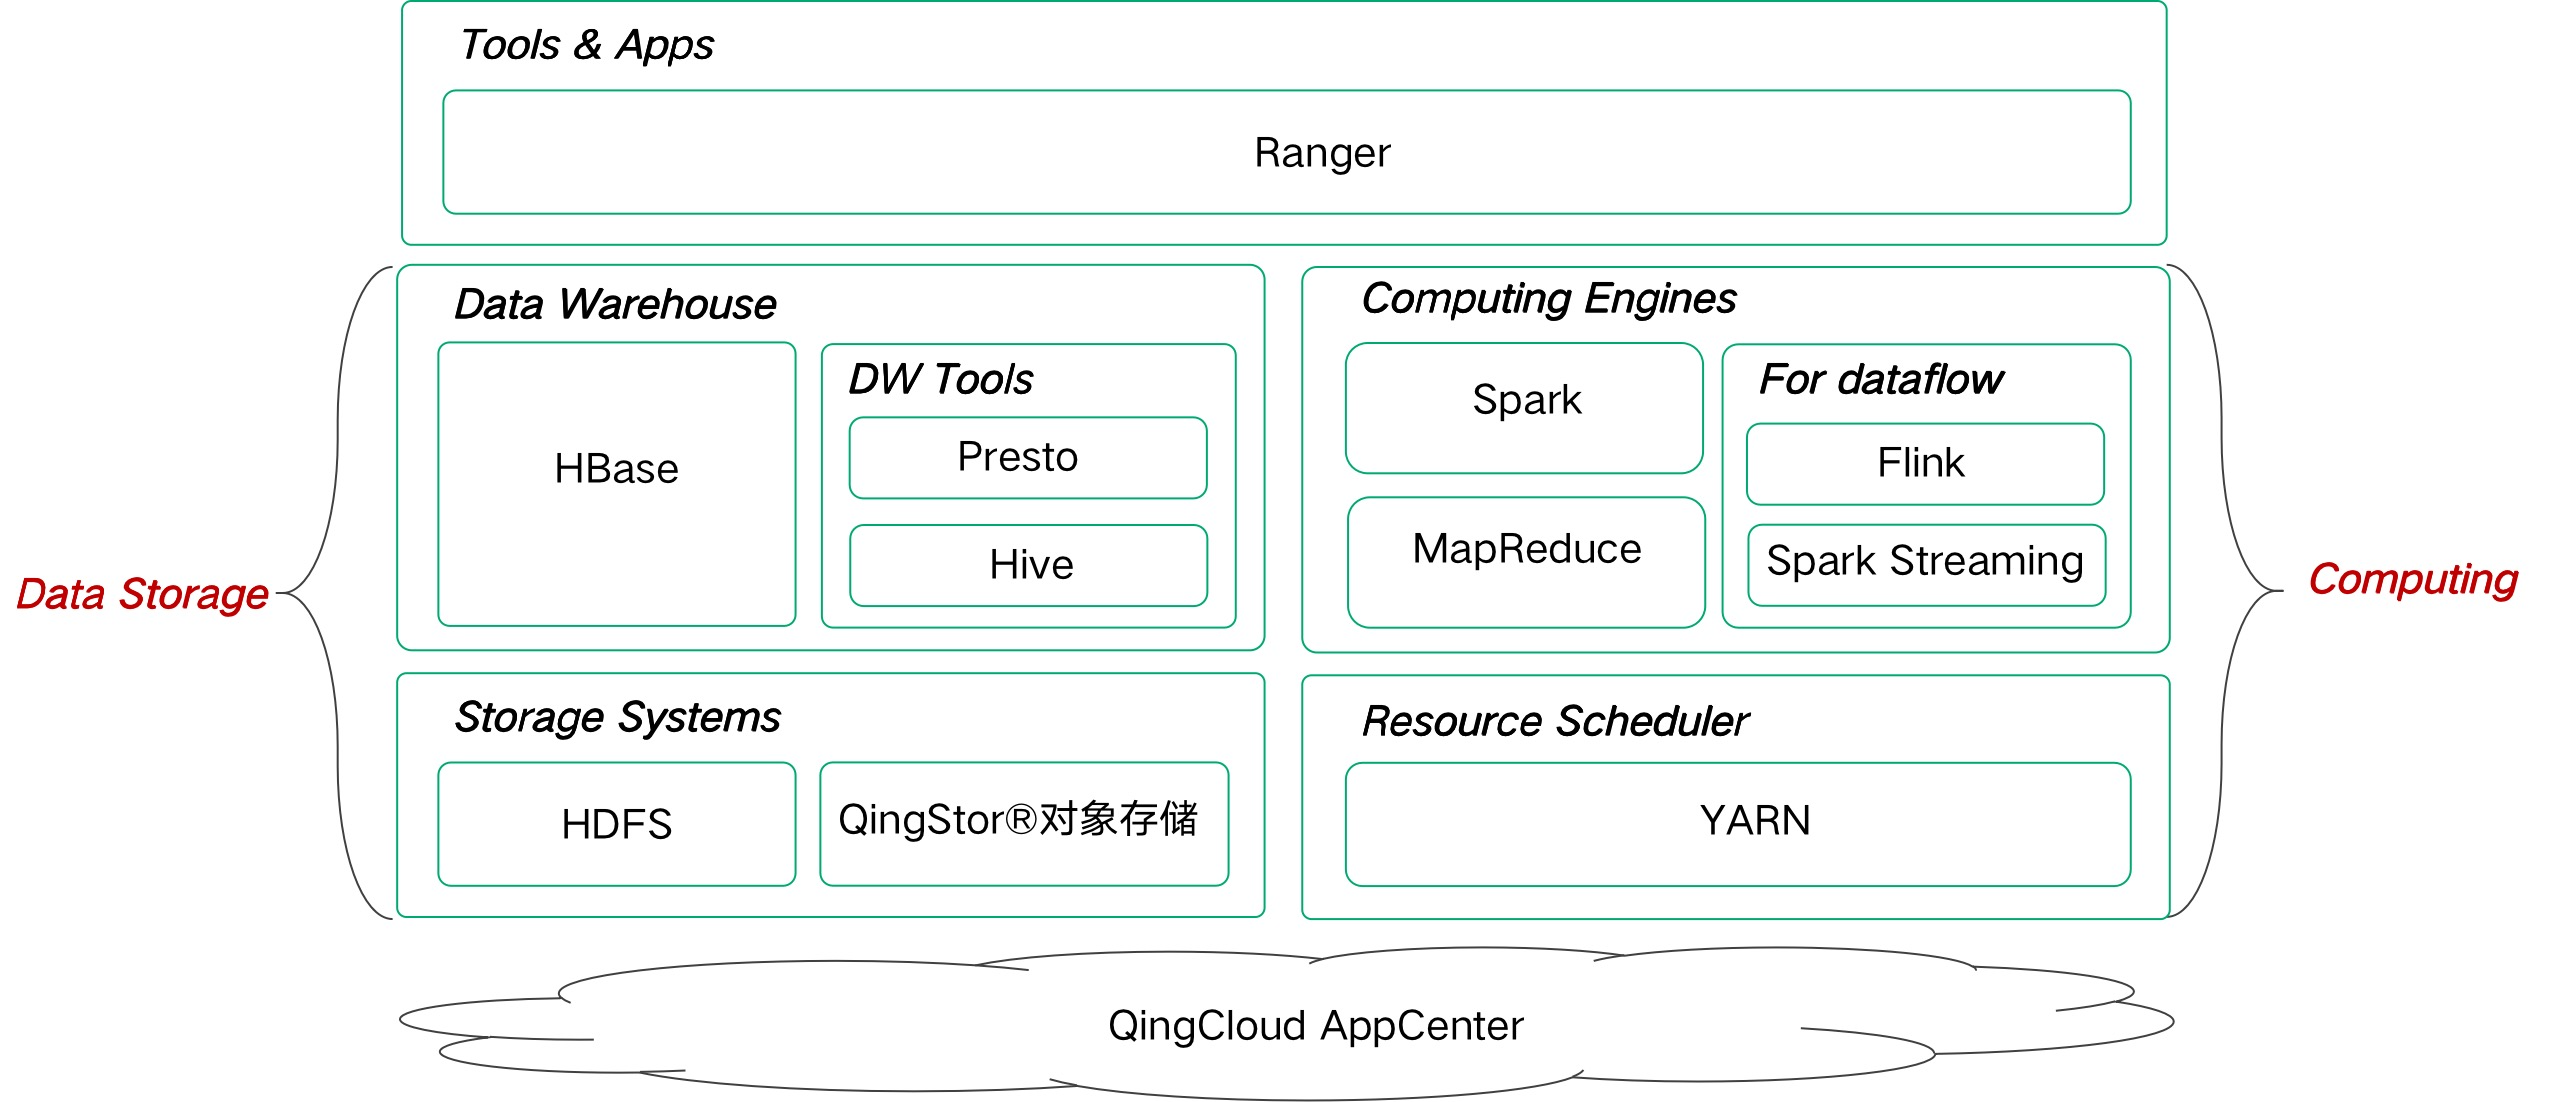 Tools & Apps
Ranger
Data Warehouse
HBase
DW Tools
Presto
Hive
Computing Engines
Spark
MapReduce
For dataflow
Flink
Spark Streaming
Data Storage
Computing
Storage Systems
HDFS
QingStor®对象存储
Resource Scheduler
YARN
QingCloud AppCenter